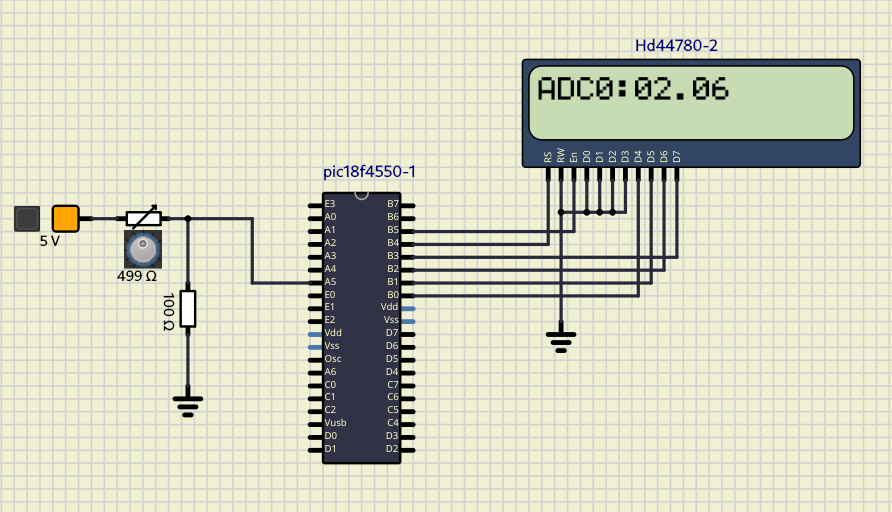 Hd44780-2
ADC0:02.06
RS RW En D0 D1 D2 D3 D4 D5 D6 D7
pic18f4550-1
E3 B7
A0 B6
A1 B5
A2 B4
A3 B3
A4 B2
A5 B1
E0 B0
E1 Vdd
E2 Vss
Vdd D7
Vss D6
Osc D5
A6 D4
C0 C7
C1 C6
C2 C5
Vusb C4
D0 D3
D1 D2
5 V
499 Ω
100 Ω